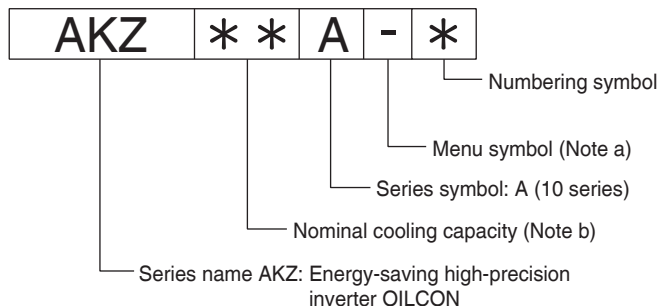 AKZ ** A - *
Numbering symbol
Menu symbol (Note a)
Series symbol: A (10 series)
Nominal cooling capacity (Note b)
Series name AKZ: Energy-saving high-precision
inverter OILCON